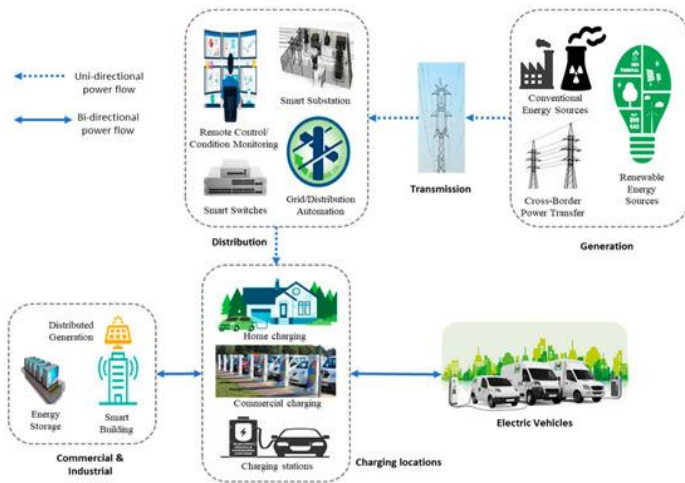 Uni-directional
power flow
Bi-directional
power flow
Remote Control/
Condition Monitoring
Smart Substation
Smart Switches
Grid/Distribution
Automation
Distribution
Transmission
Conventional
Energy Sources
Cross-Border
Power Transfer
Renewable
Energy
Sources
BIO
GAS
Generation
Distributed
Generation
Energy
Storage
Smart
Building
Commercial &
Industrial
Home charging
Commercial charging
Charging stations
Charging locations
Electric Vehicles